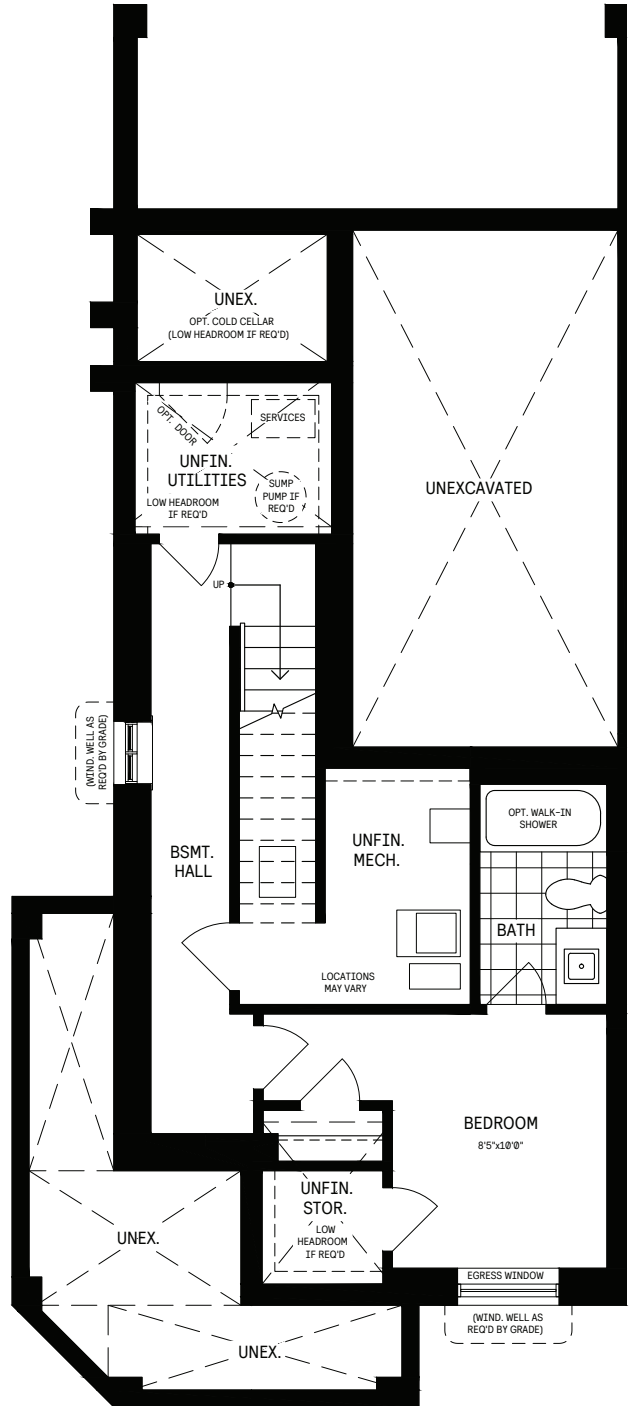 UNEX.
OPT. COLD CELLAR
(LOW HEADROOM IF REQ'D)
OPT. DOOR
SERVICES
UNFIN.
UTILITIES
LOW HEADROOM
IF REQ'D
SUMP
PUMP IF
REQ'D
UNEXCAVATED
UP
(WIND. WELL AS
REQ'D BY GRADE)
BSMT.
HALL
UNFIN.
MECH.
OPT. WALK-IN
SHOWER
BATH
LOCATIONS
MAY VARY
BEDROOM
8'5"x10'0"
UNFIN.
STOR.
LOW
HEADROOM
IF REQ'D
UNEX.
EGRESS WINDOW
(WIND. WELL AS
REQ'D BY GRADE)
UNEX.